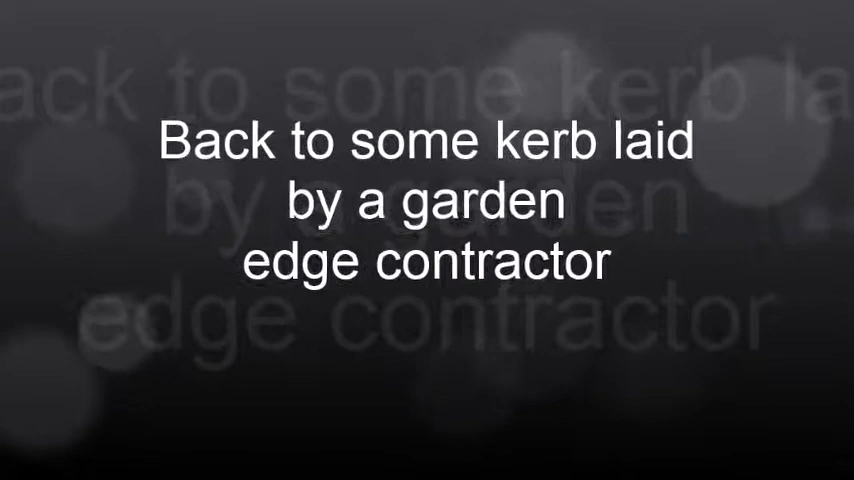 Back to some kerb laid
by a garden
edge contractor